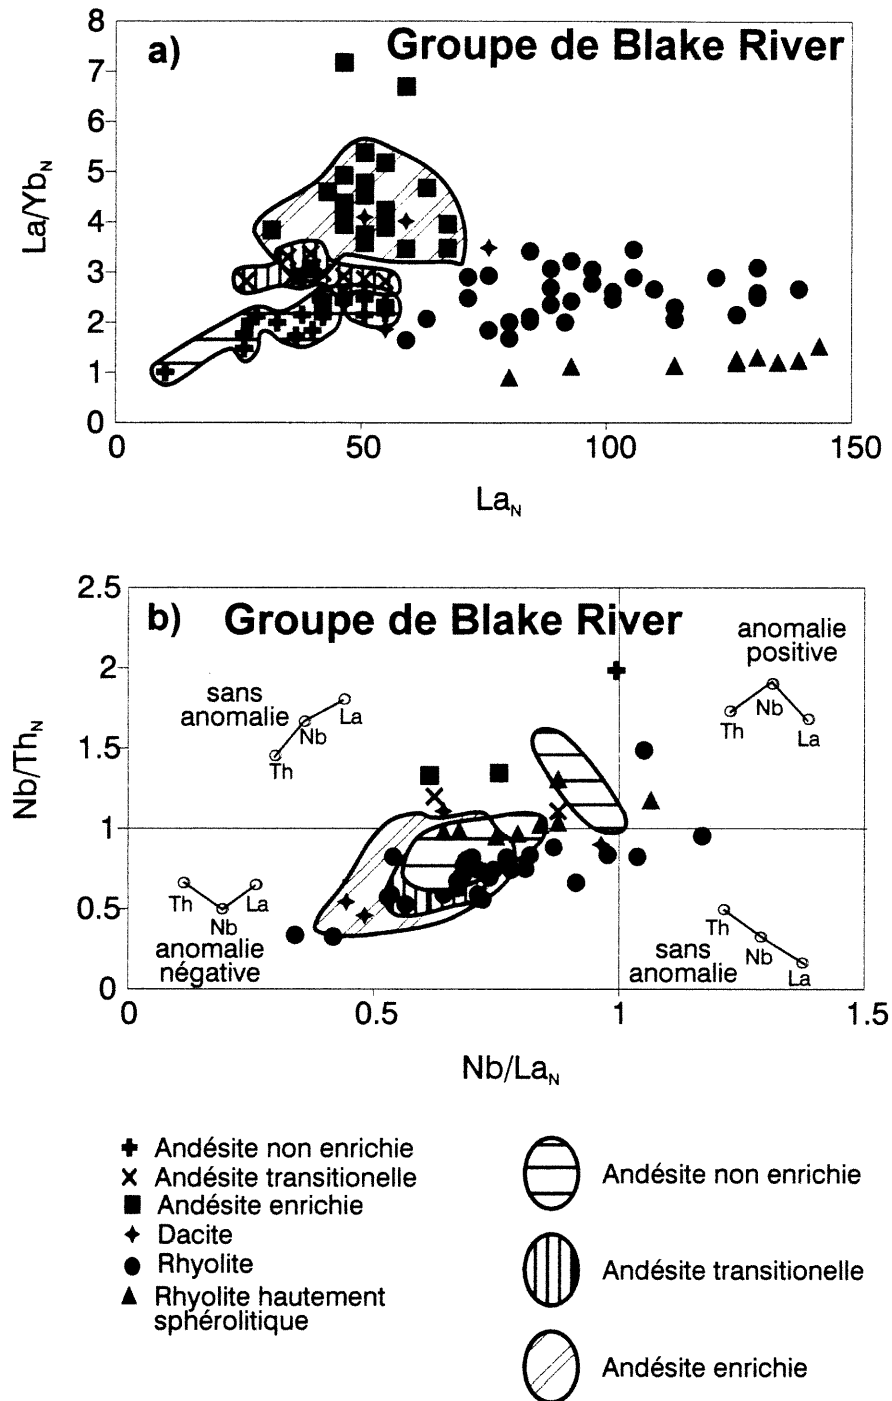 a) Groupe de Blake River
8
7
6
5
4
3
2
1
0
La/Yb_N
0 50 100 150
La_N
b) Groupe de Blake River
2.5
2
1.5
1
0.5
0
Nb/Th_N
sans
anomalie
Th Nb La
anomalie
positive
Th Nb La
Th Nb La
anomalie
négative
Th Nb La
sans
anomalie
0 0.5 1 1.5
Nb/La_N
Andésite non enrichie
Andésite transitionelle
Andésite enrichie
Dacite
Rhyolite
Rhyolite hautement
sphérolitique
Andésite non enrichie
Andésite transitionelle
Andésite enrichie